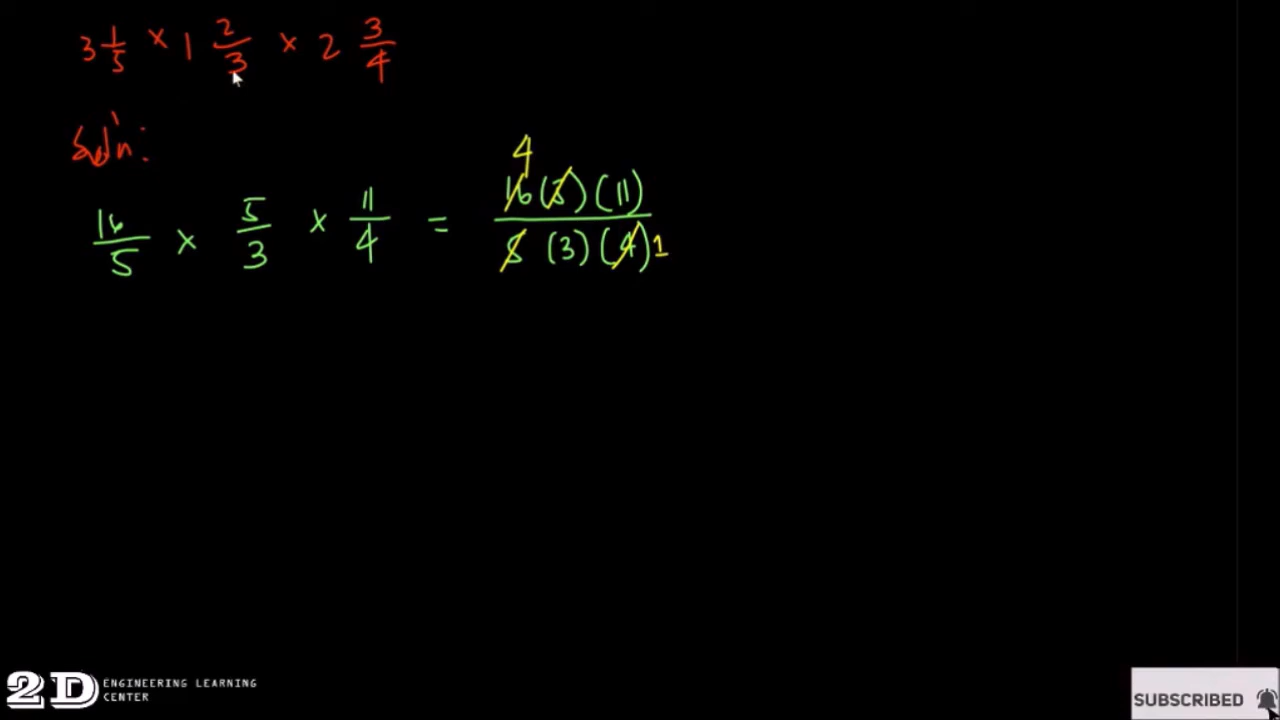 3 1/5 × 1 2/3 × 2 3/4
Sol'n:
16/5 × 5/3 × 11/4 = 16(5)(11) / 5(3)(4)
4
1
2D ENGINEERING LEARNING
CENTER
SUBSCRIBED